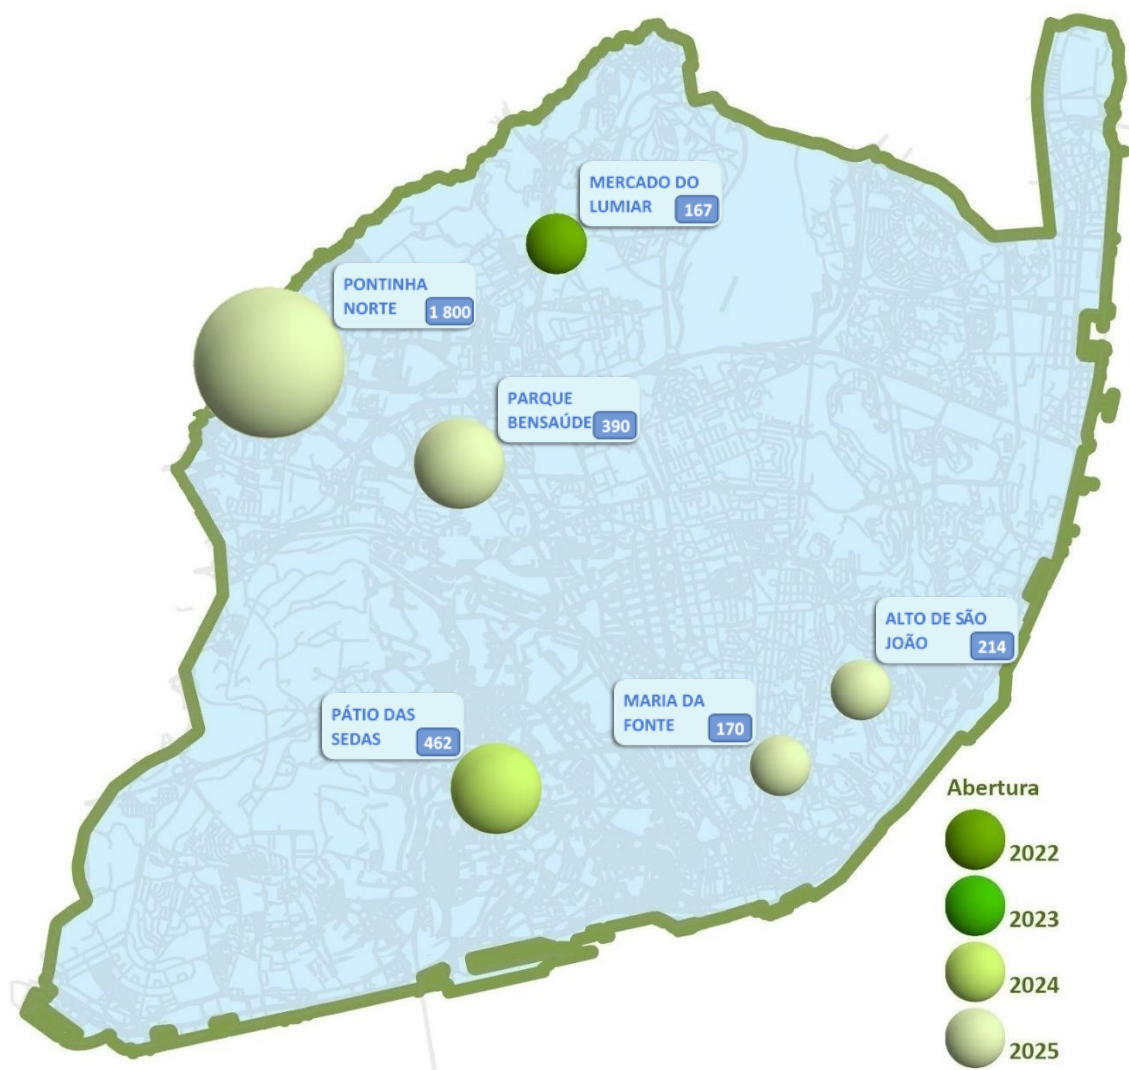 MERCADO DO
LUMIAR 167
PONTINHA
NORTE 1 800
PARQUE
BENSAÚDE 390
ALTO DE SÃO
JOÃO 214
MARIA DA
FONTE 170
PÁTIO DAS
SEDAS 462
Abertura
2022
2023
2024
2025